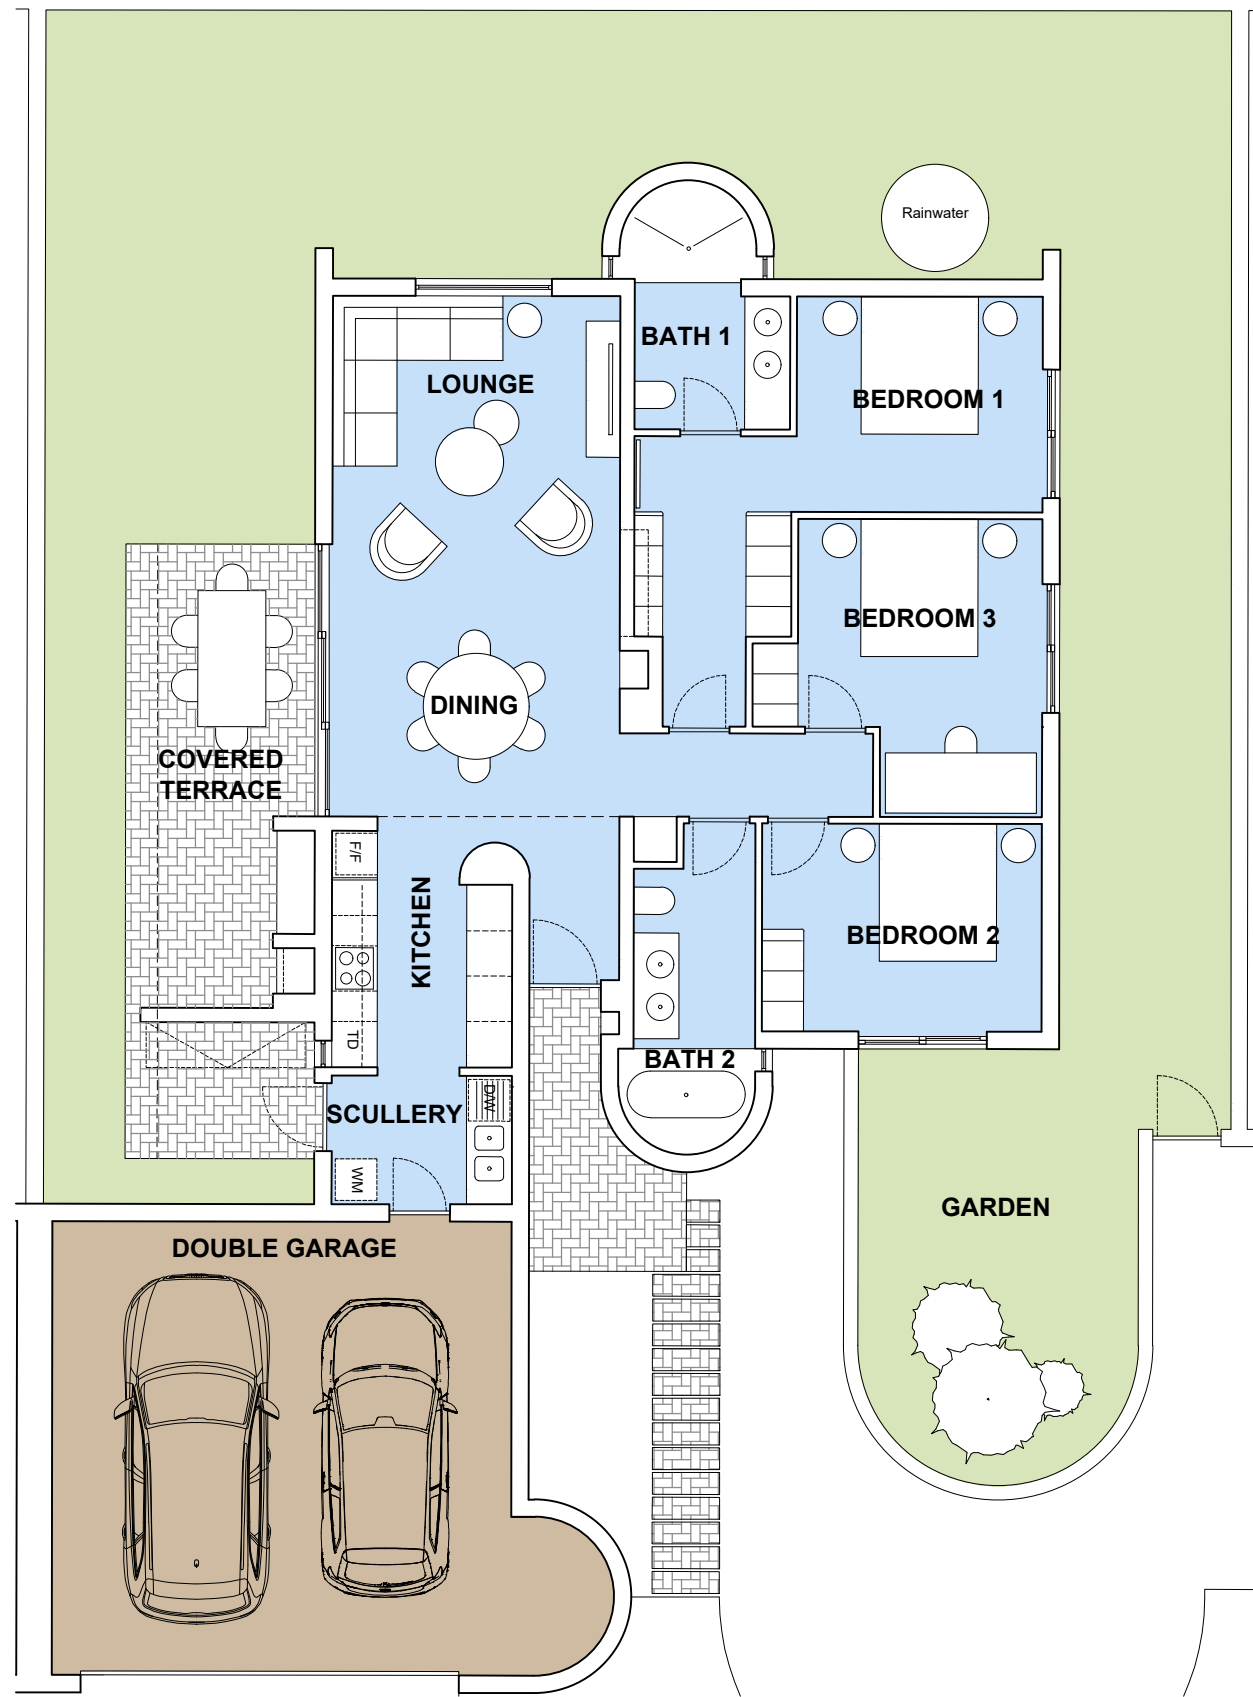 Rainwater
BATH 1
LOUNGE
BEDROOM 1
BEDROOM 3
DINING
COVERED
TERRACE
F/F
KITCHEN
BEDROOM 2
TD
BATH 2
SCULLERY
D/W
WM
GARDEN
DOUBLE GARAGE